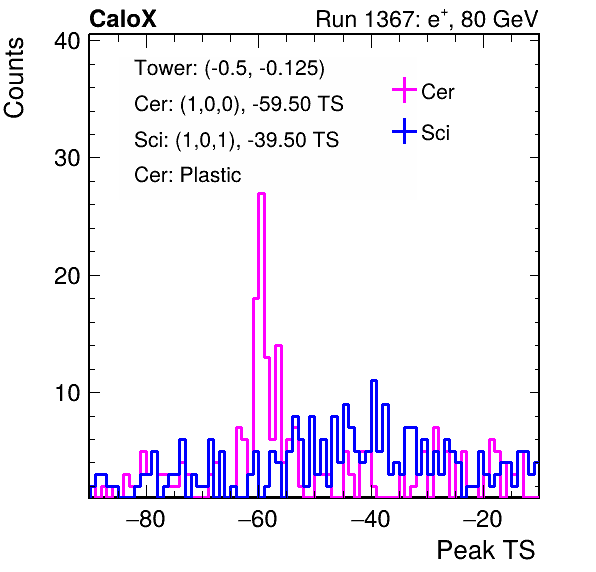 CaloX Run 1367: e⁺, 80 GeV
Counts
40
30
20
10
Tower: (-0.5, -0.125)
Cer: (1,0,0), -59.50 TS
Sci: (1,0,1), -39.50 TS
Cer: Plastic
Cer
Sci
−80 −60 −40 −20
Peak TS